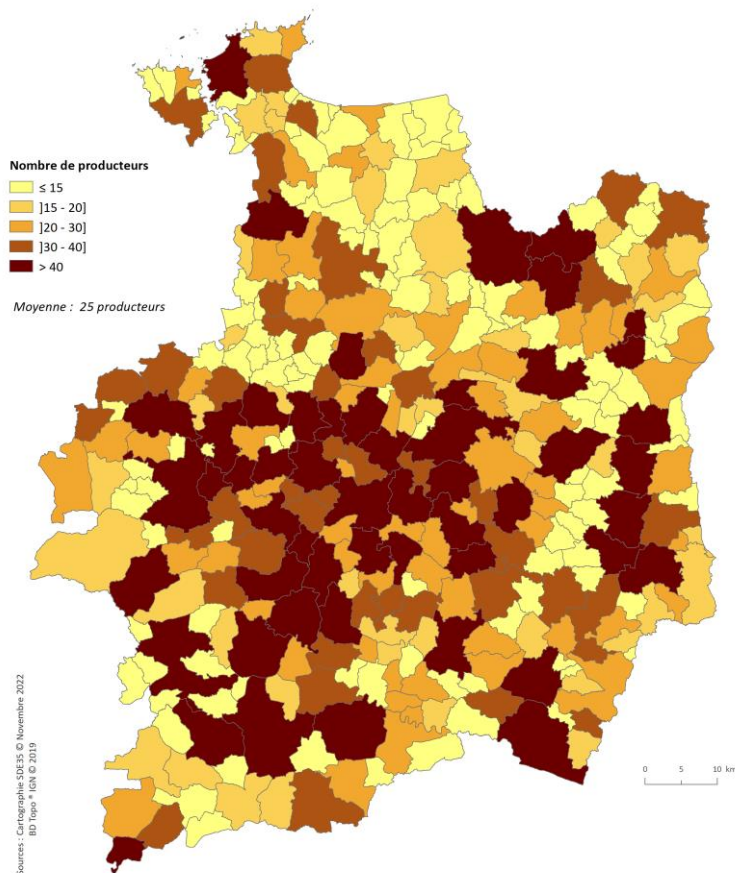 Nombre de producteurs
≤ 15
]15 - 20]
]20 - 30]
]30 - 40]
> 40
Moyenne : 25 producteurs
Sources : Cartographie SDE35 © Novembre 2022
BD Topo ® IGN © 2019
0 5 10 km